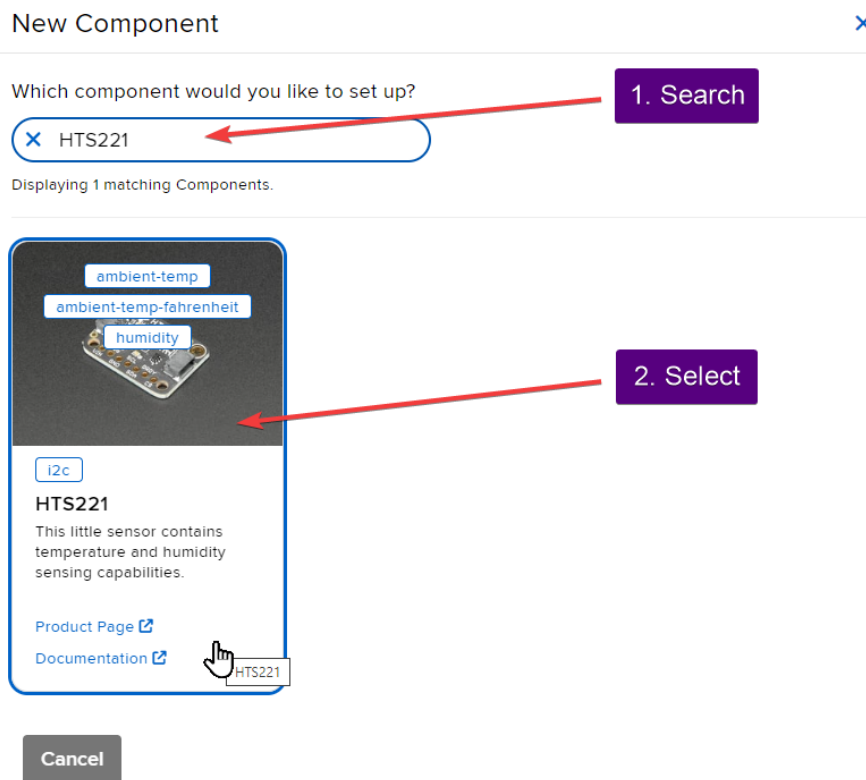 New Component
Which component would you like to set up?
1. Search
HTS221
Displaying 1 matching Components.
ambient-temp
ambient-temp-fahrenheit
humidity
2. Select
i2c
HTS221
This little sensor contains
temperature and humidity
sensing capabilities.
Product Page
Documentation
HTS221
Cancel